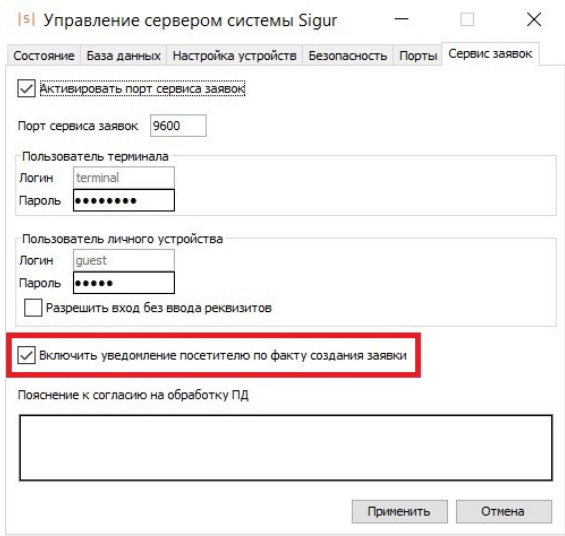 |s| Управление сервером системы Sigur
Состояние База данных Настройка устройств Безопасность Порты Сервис заявок
Активировать порт сервиса заявок
Порт сервиса заявок 9600
Пользователь терминала
Логин terminal
Пароль ●●●●●●●●
Пользователь личного устройства
Логин guest
Пароль ●●●●●
Разрешить вход без ввода реквизитов
Включить уведомление посетителю по факту создания заявки
Пояснение к согласию на обработку ПД
Применить Отмена